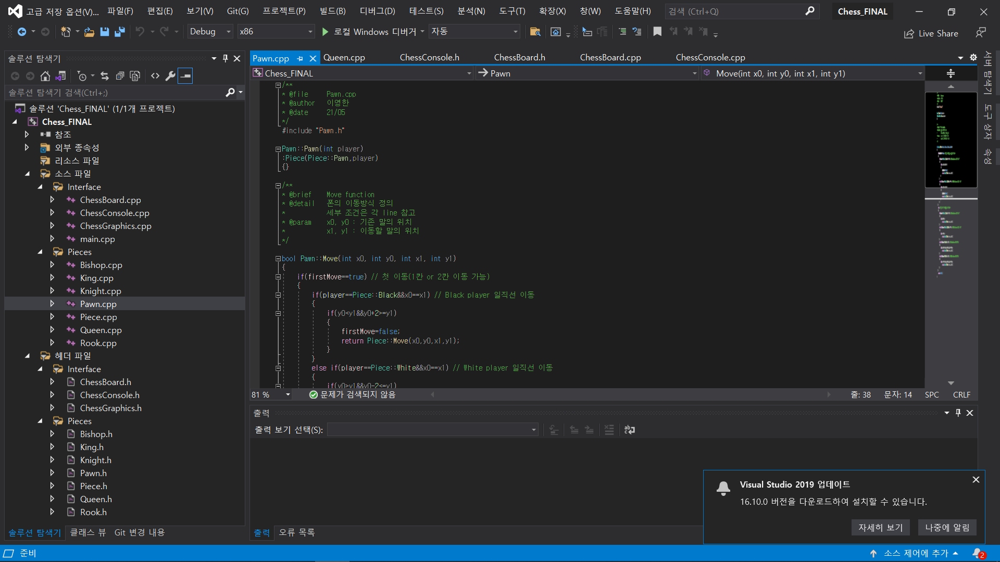 고급 저장 옵션(V)... 파일(F) 편집(E) 보기(V) Git(G) 프로젝트(P) 빌드(B) 디버그(D) 테스트(S) 분석(N) 도구(T) 확장(X) 창(W) 도움말(H) 검색 (Ctrl+Q) Chess_FINAL
Debug x86 로컬 Windows 디버거 자동 Live Share
솔루션 탐색기
솔루션 탐색기 검색(Ctrl+;)
솔루션 'Chess_FINAL' (1/1개 프로젝트)
Chess_FINAL
참조
외부 종속성
리소스 파일
소스 파일
Interface
ChessBoard.cpp
ChessConsole.cpp
ChessGraphics.cpp
main.cpp
Pieces
Bishop.cpp
King.cpp
Knight.cpp
Pawn.cpp
Piece.cpp
Queen.cpp
Rook.cpp
헤더 파일
Interface
ChessBoard.h
ChessConsole.h
ChessGraphics.h
Pieces
Bishop.h
King.h
Knight.h
Pawn.h
Piece.h
Queen.h
Rook.h
솔루션 탐색기 클래스 뷰 Git 변경 내용
Pawn.cpp Queen.cpp ChessConsole.h ChessBoard.h ChessBoard.cpp ChessConsole.cpp
Chess_FINAL Pawn Move(int x0, int y0, int x1, int y1)
/**
* @file Pawn.cpp
* @author 이영한
* @date 21/05
*/
#include "Pawn.h"
Pawn::Pawn(int player)
:Piece(Piece::Pawn,player)
{}
/**
* @brief Move function
* @detail 폰의 이동방식 정의
* 세부 조건은 각 line 참고
* @param x0, y0 : 기존 말의 위치
* x1, y1 : 이동할 말의 위치
*/
bool Pawn::Move(int x0, int y0, int x1, int y1)
{
if(firstMove==true) // 첫 이동(1칸 or 2칸 이동 가능)
{
if(player==Piece::Black&&x0==x1) // Black player 일직선 이동
{
if(y0<y1&&y0+2>=y1)
{
firstMove=false;
return Piece::Move(x0,y0,x1,y1);
}
}
else if(player==Piece::White&&x0==x1) // White player 일직선 이동
{
if(y0>y1&&y0-2<=y1)
81 % 문제가 검색되지 않음 줄: 38 문자: 14 SPC CRLF
출력
출력 보기 선택(S):
출력 오류 목록
서버 탐색기
도구 상자
속성
Visual Studio 2019 업데이트
16.10.0 버전을 다운로드하여 설치할 수 있습니다.
자세히 보기 나중에 알림
준비 소스 제어에 추가 2